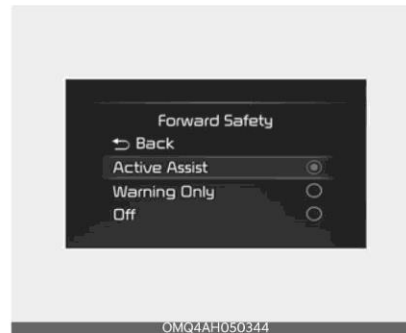 Forward Safety
Back
Active Assist
Warning Only
Off
OMQ4AH050344